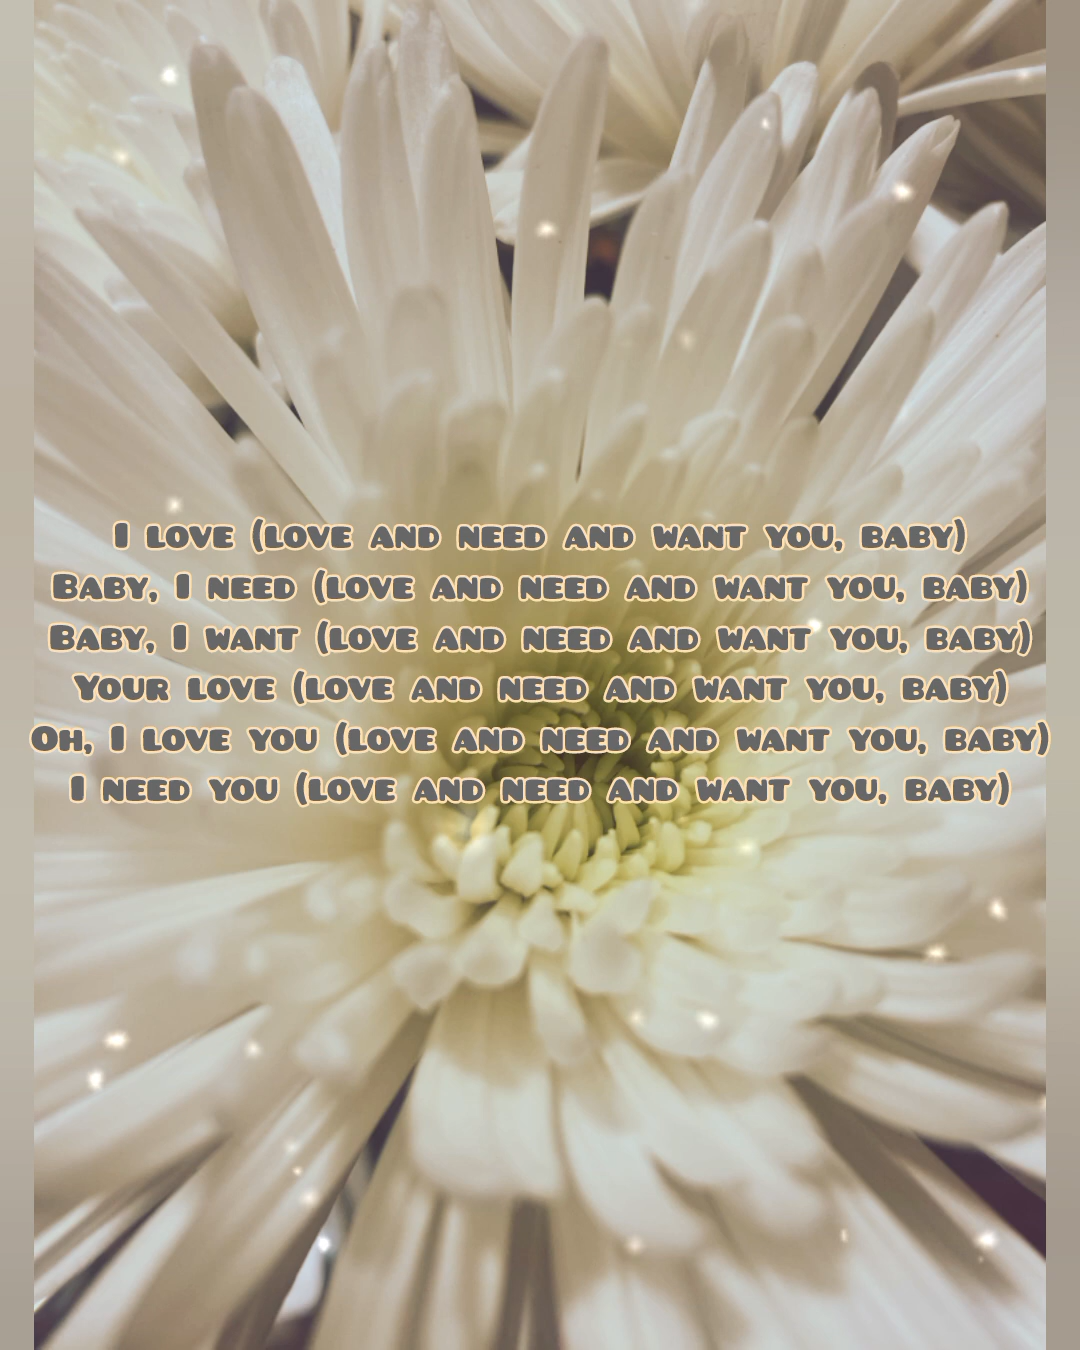 I love (love and need and want you, baby)
Baby, I need (love and need and want you, baby)
Baby, I want (love and need and want you, baby)
Your love (love and need and want you, baby)
Oh, I love you (love and need and want you, baby)
I need you (love and need and want you, baby)